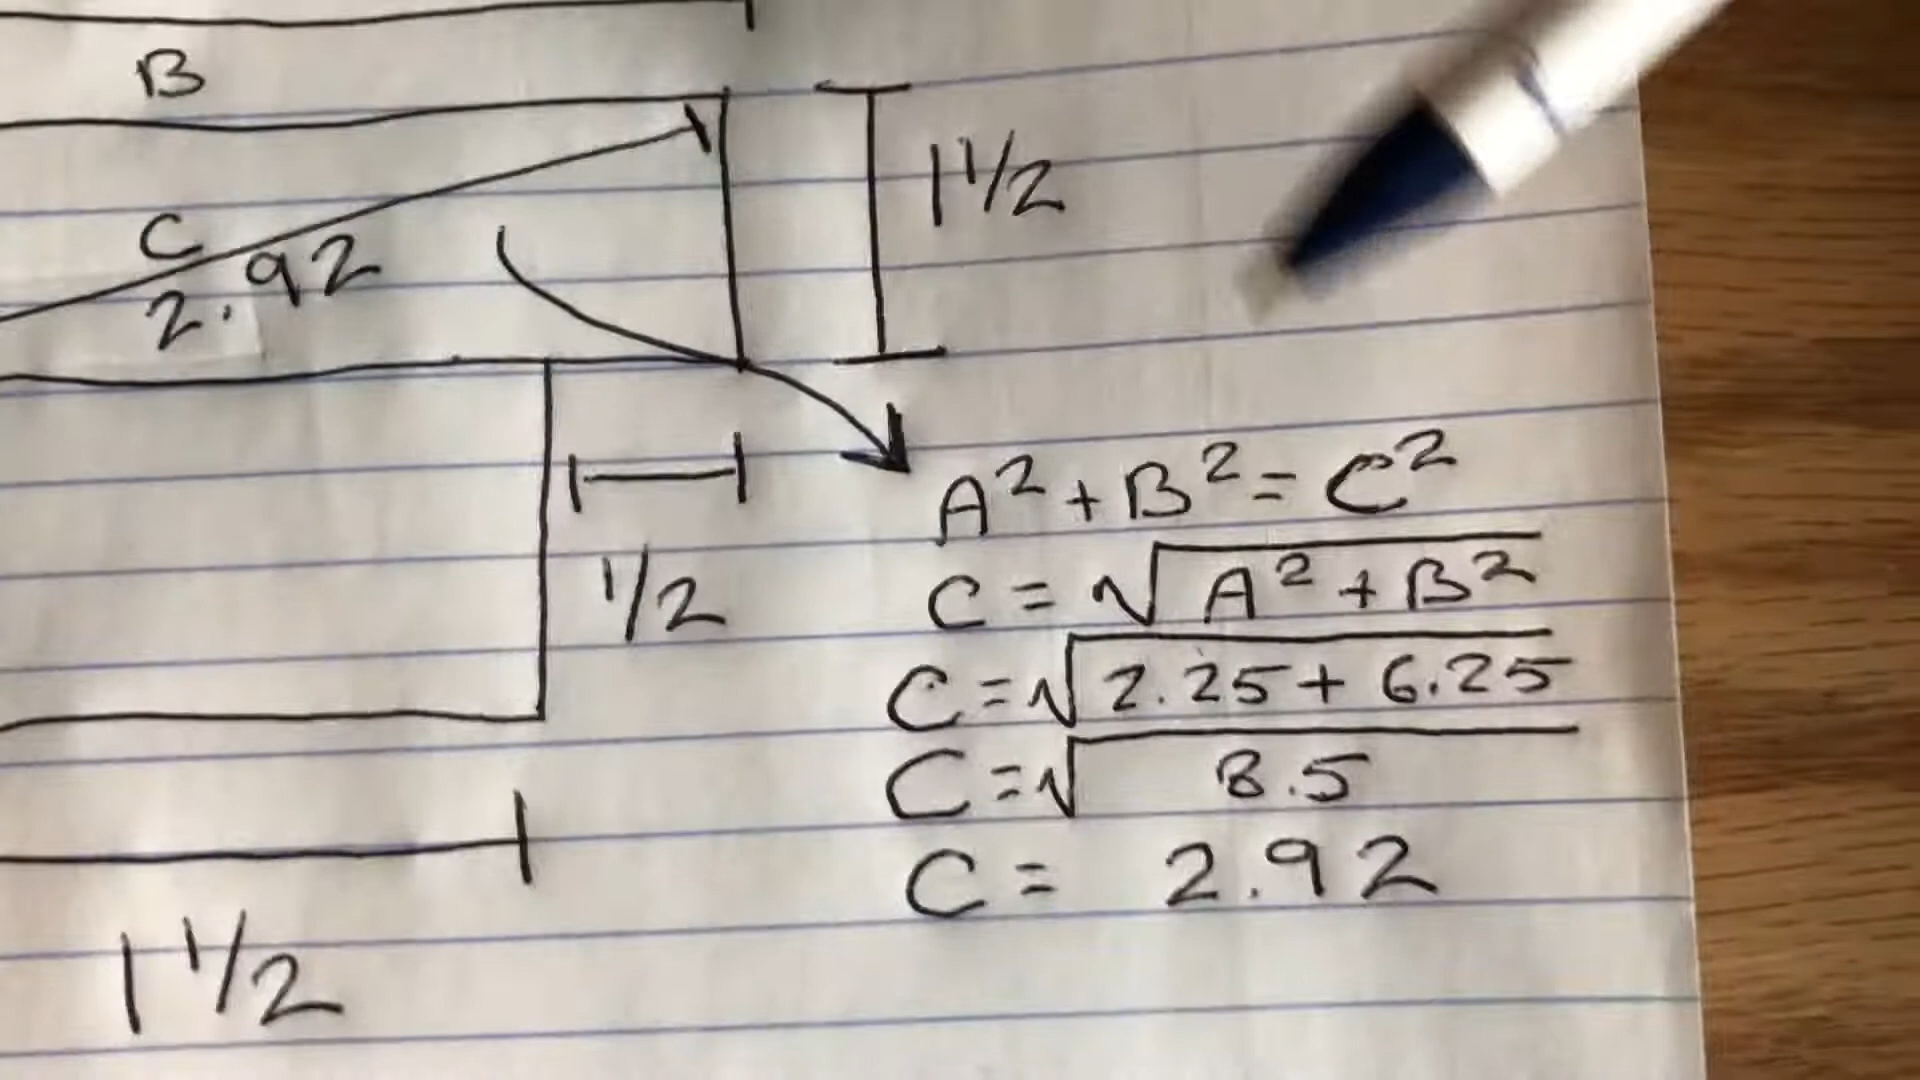 B
1 1/2
C
2.92
1/2
A² + B² = C²
C = √A² + B²
C = √2.25 + 6.25
C = √8.5
C = 2.92
1 1/2